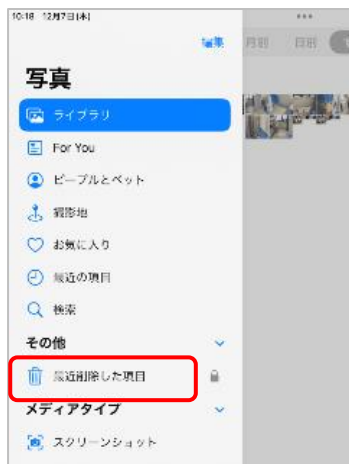 10:18 12月7日(木)
編集
月別
日別
写真
ライブラリ
For You
ピープルとペット
撮影地
お気に入り
最近の項目
検索
その他
最近削除した項目
メディアタイプ
スクリーンショット